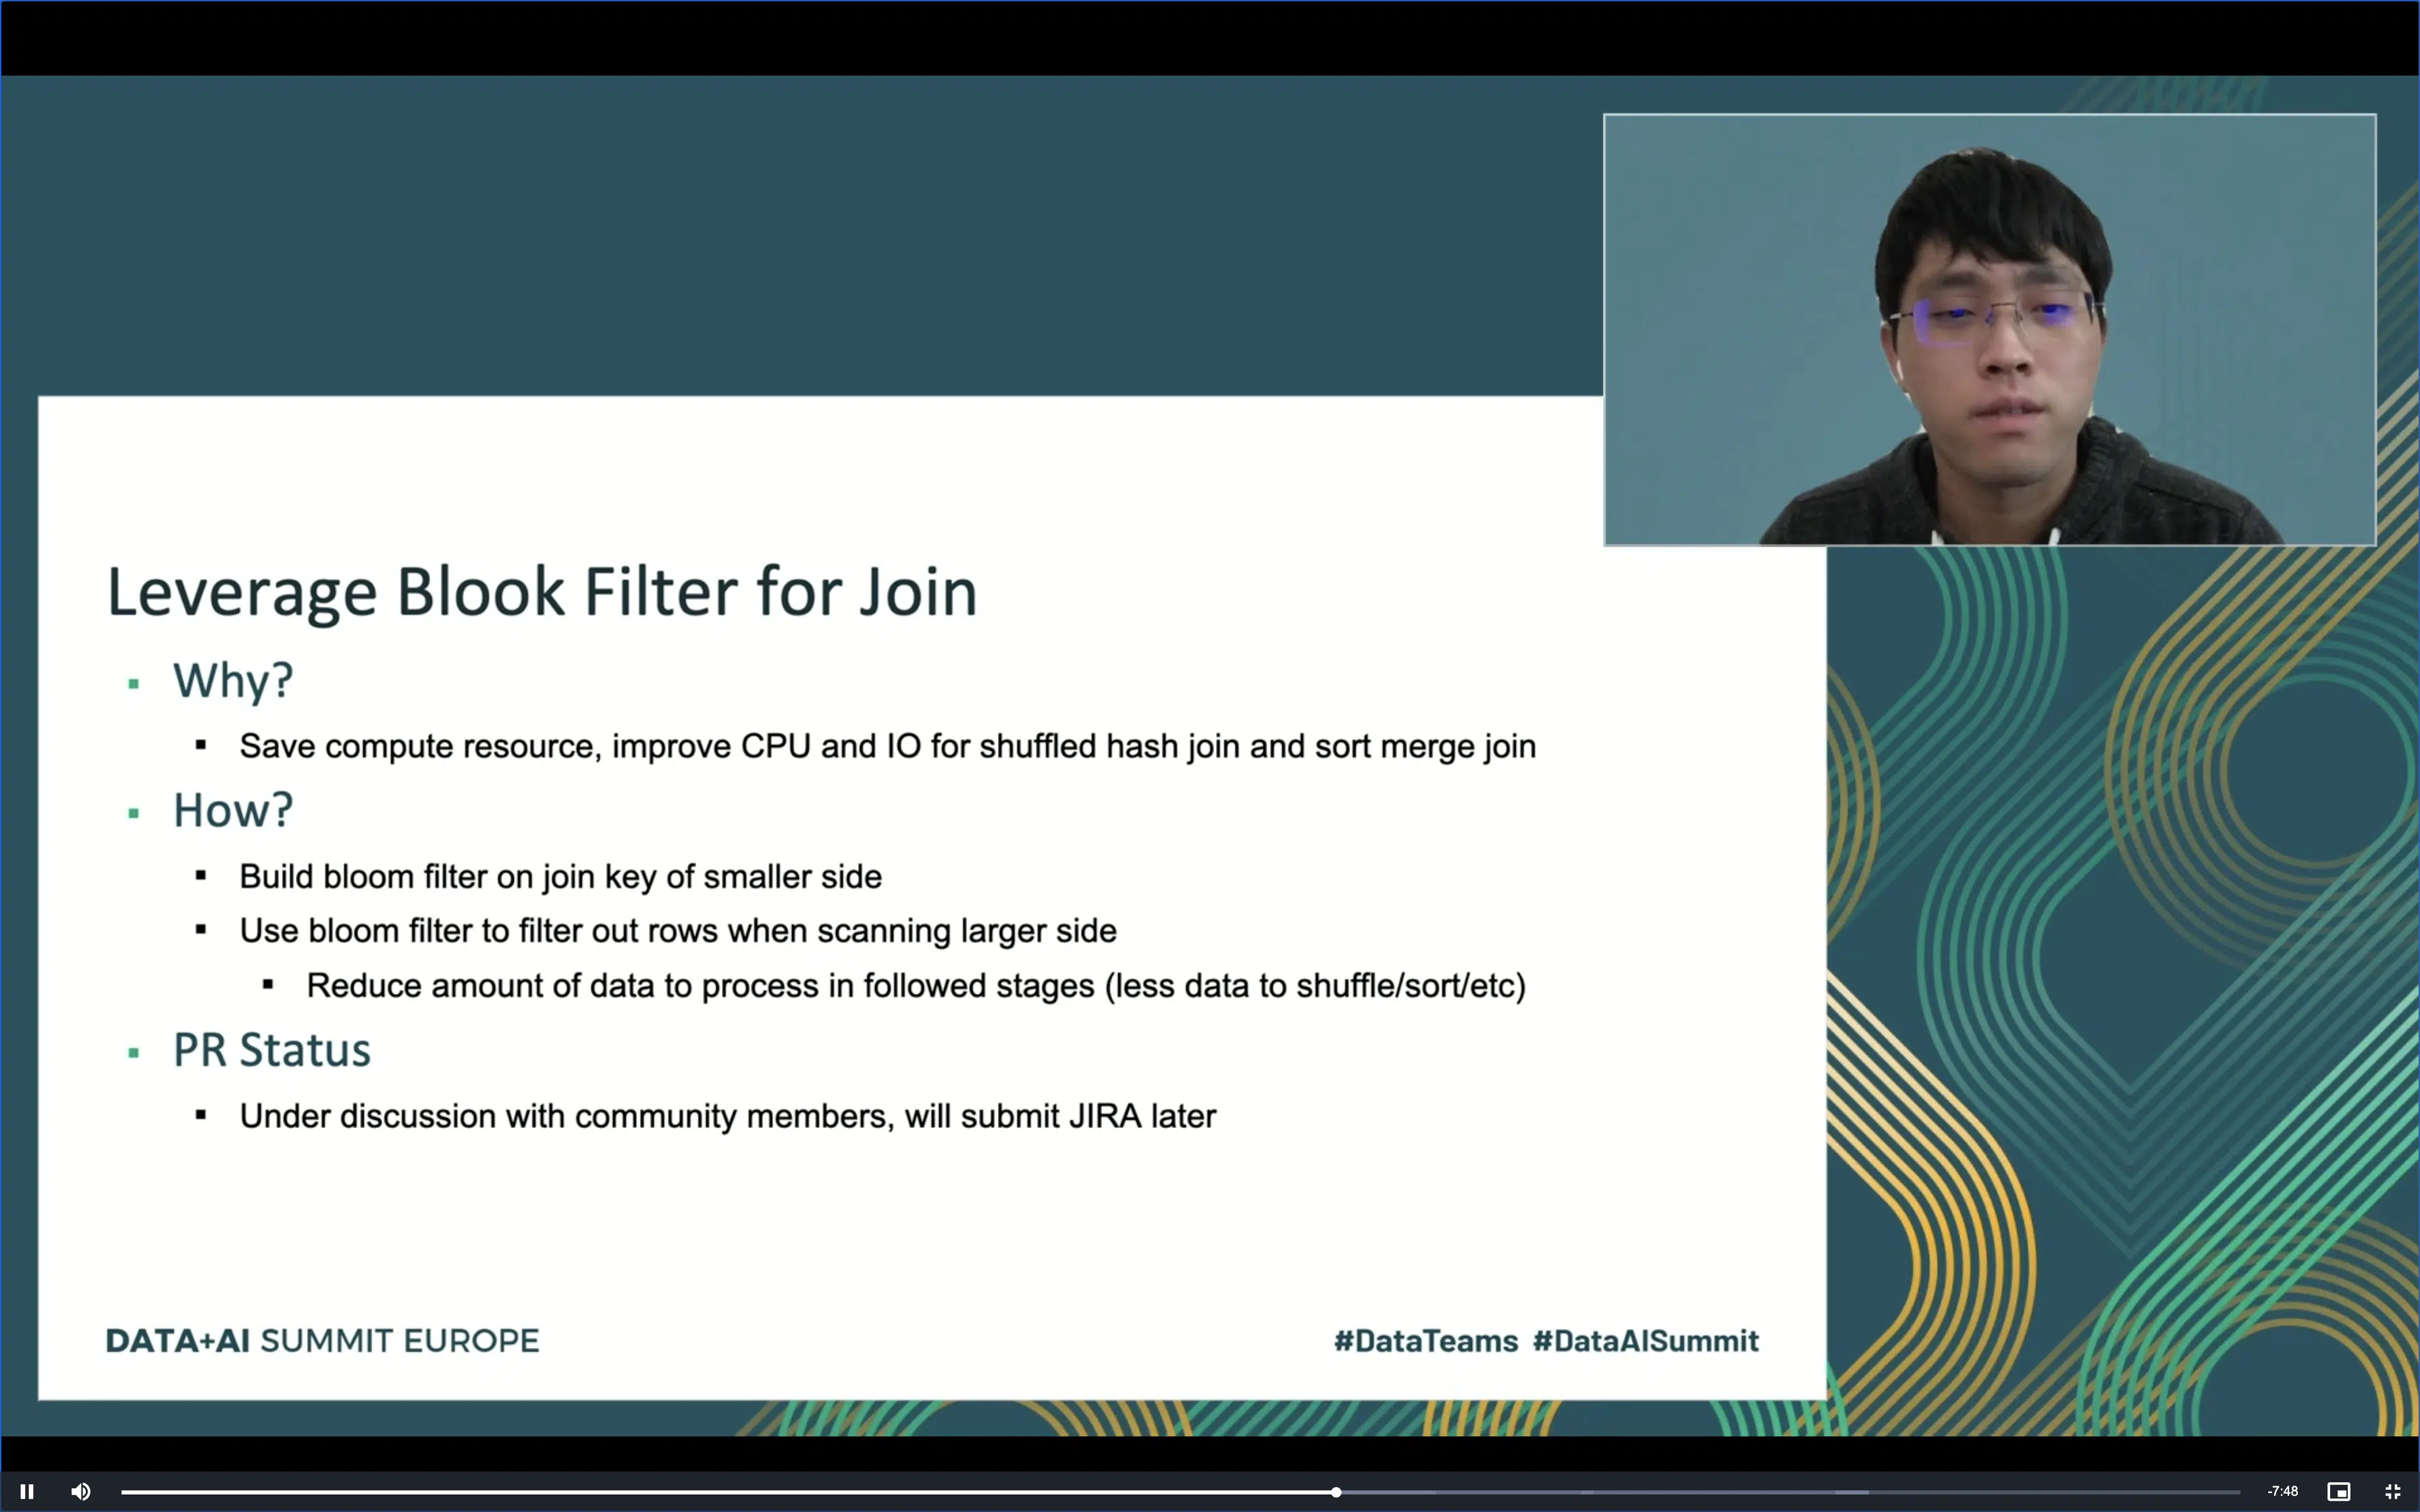 Leverage Blook Filter for Join
Why?
Save compute resource, improve CPU and IO for shuffled hash join and sort merge join
How?
Build bloom filter on join key of smaller side
Use bloom filter to filter out rows when scanning larger side
Reduce amount of data to process in followed stages (less data to shuffle/sort/etc)
PR Status
Under discussion with community members, will submit JIRA later
DATA+AI SUMMIT EUROPE
#DataTeams #DataAISummit
-7:48